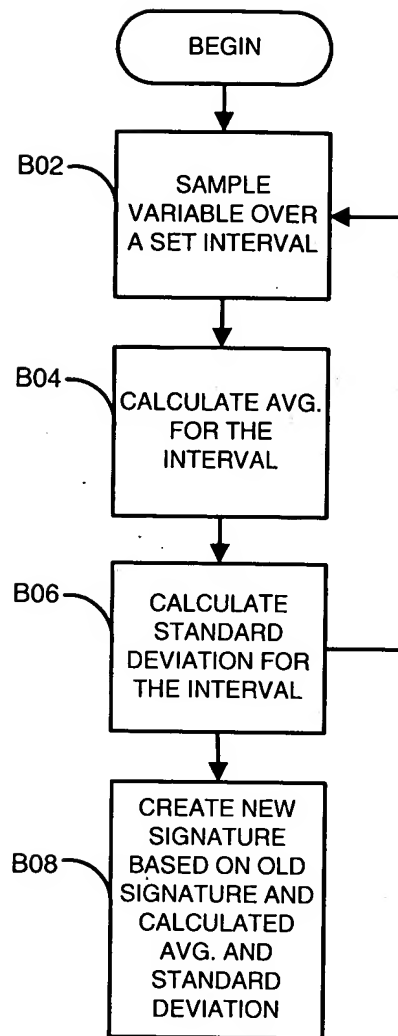 BEGIN
B02
SAMPLE
VARIABLE OVER
A SET INTERVAL
B04
CALCULATE AVG.
FOR THE
INTERVAL
B06
CALCULATE
STANDARD
DEVIATION FOR
THE INTERVAL
B08
CREATE NEW
SIGNATURE
BASED ON OLD
SIGNATURE AND
CALCULATED
AVG. AND
STANDARD
DEVIATION